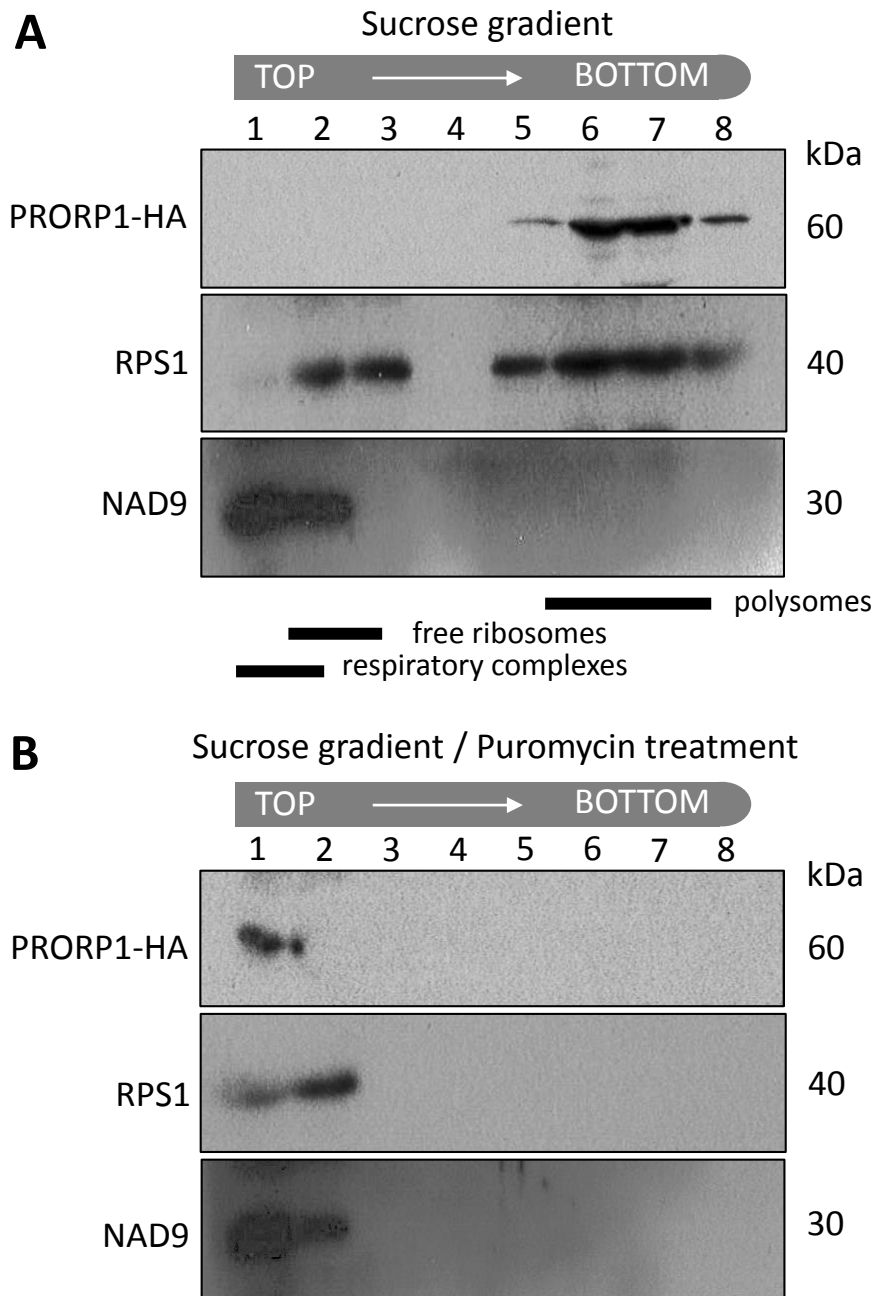 A
Sucrose gradient
TOP BOTTOM
1 2 3 4 5 6 7 8
kDa
PRORP1-HA 60
RPS1 40
NAD9 30
polysomes
free ribosomes
respiratory complexes
B Sucrose gradient / Puromycin treatment
TOP BOTTOM
1 2 3 4 5 6 7 8
kDa
PRORP1-HA 60
RPS1 40
NAD9 30